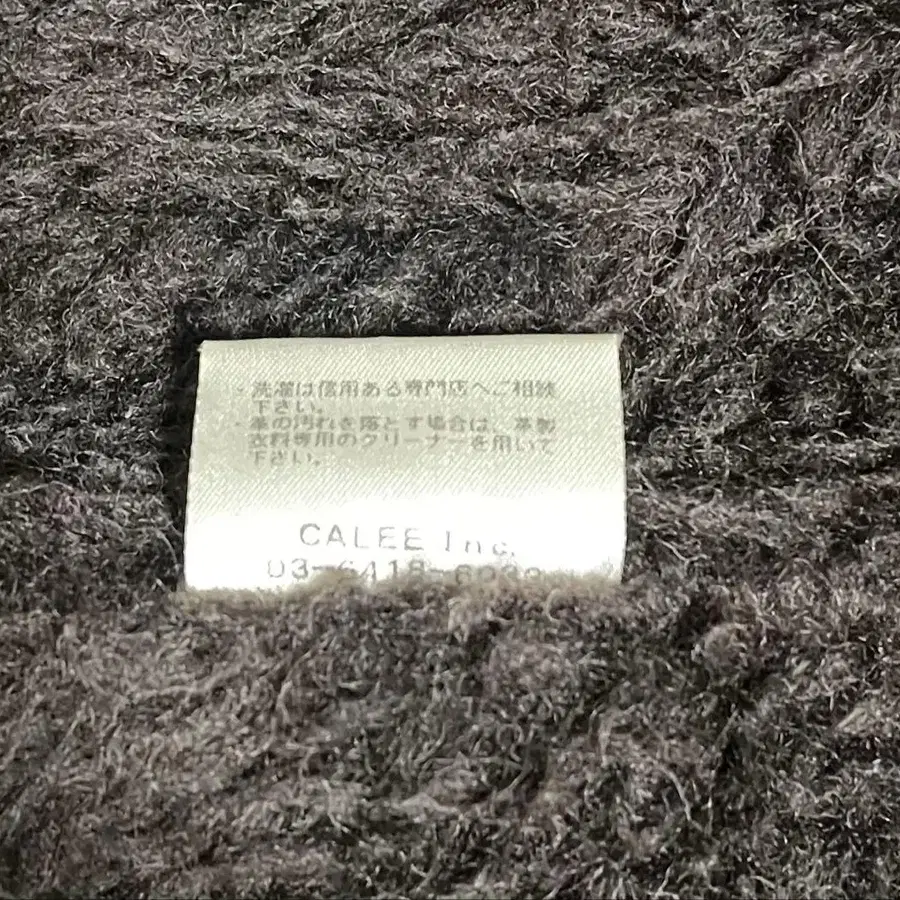 ・洗濯は信用ある専門店へご相談
下さい。
・革の汚れを落とす場合は、革製
衣料専用のクリーナーを用いて
下さい。
CALEE Inc.